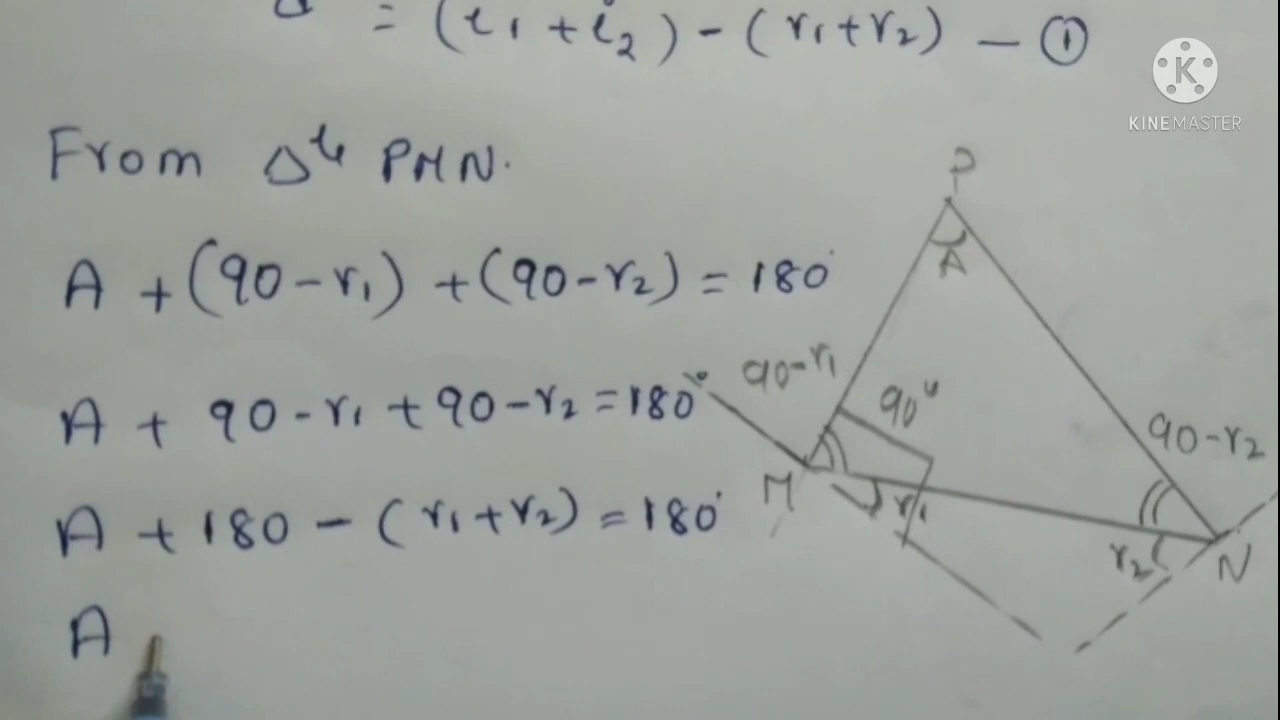 = (i1 + i2) - (r1+r2) — ①
KINEMASTER
From Δle PMN.
A + (90-r1) + (90-r2) = 180°
A + 90-r1 + 90-r2 = 180°
A + 180 - (r1+r2) = 180°
A
P
A
90-r1
90°
90-r2
M
r1
r2
N